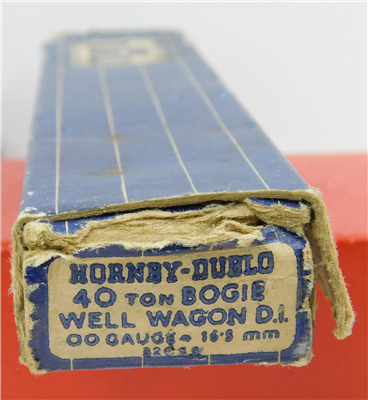 HORNBY-DUBLO
40 TON BOGIE
WELL WAGON D.1.
OO GAUGE - 16·5 mm